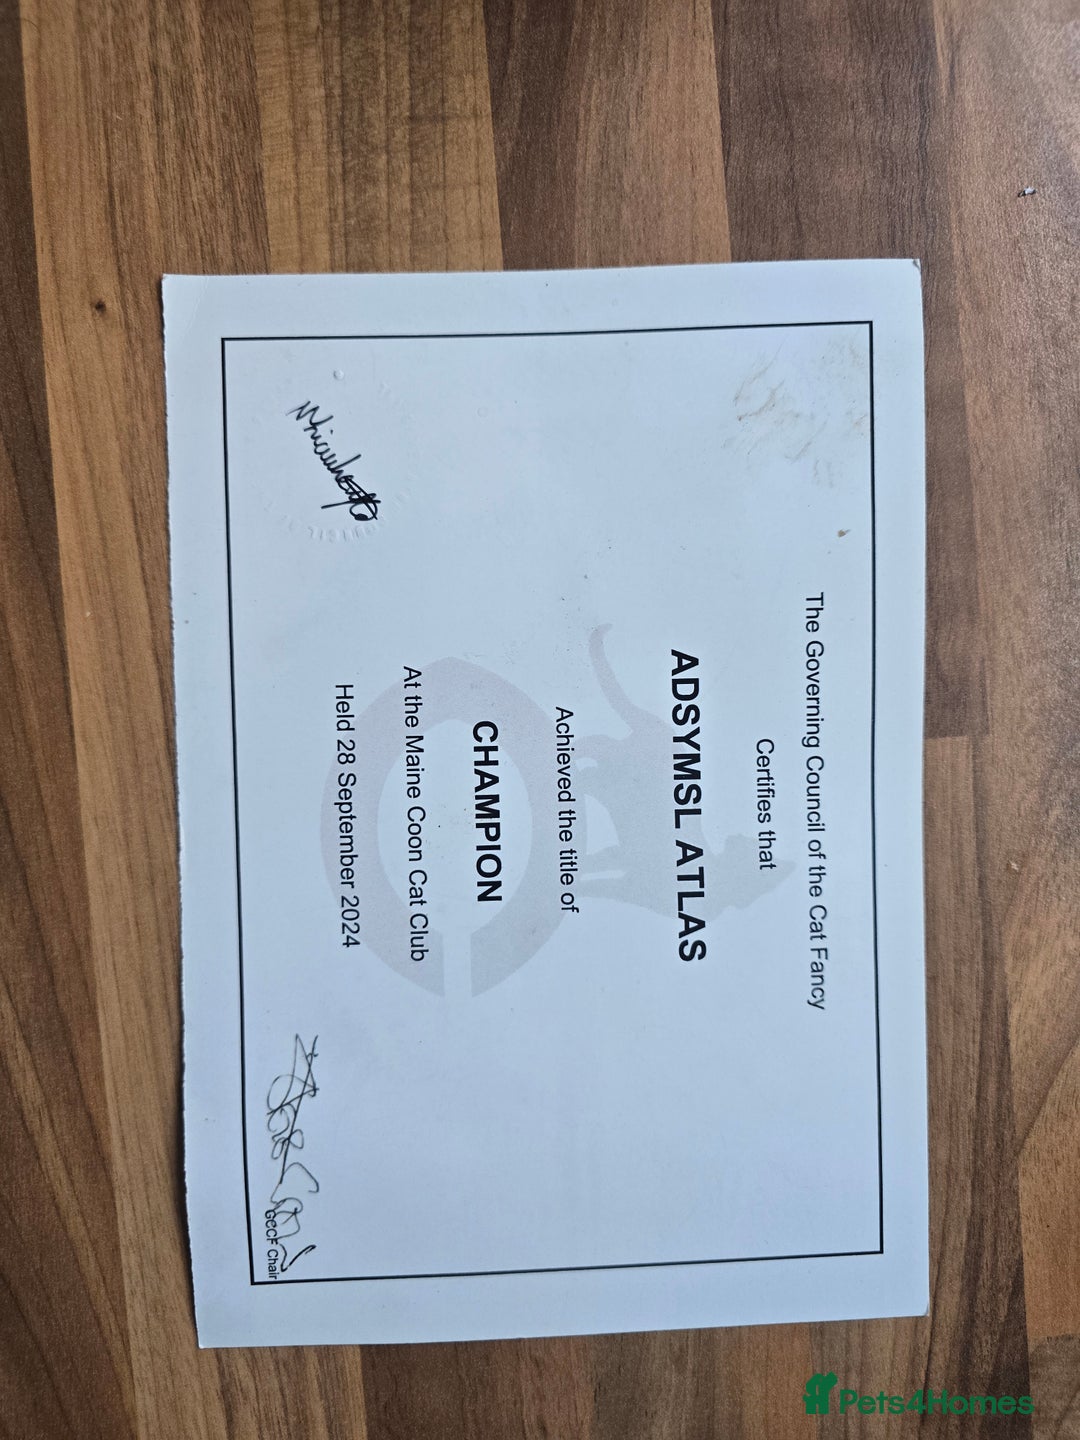 The Governing Council of the Cat Fancy
Certifies that
ADSYMSL ATLAS
Achieved the title of
CHAMPION
At the Maine Coon Cat Club
Held 28 September 2024
GCCF Chair
Pets4Homes